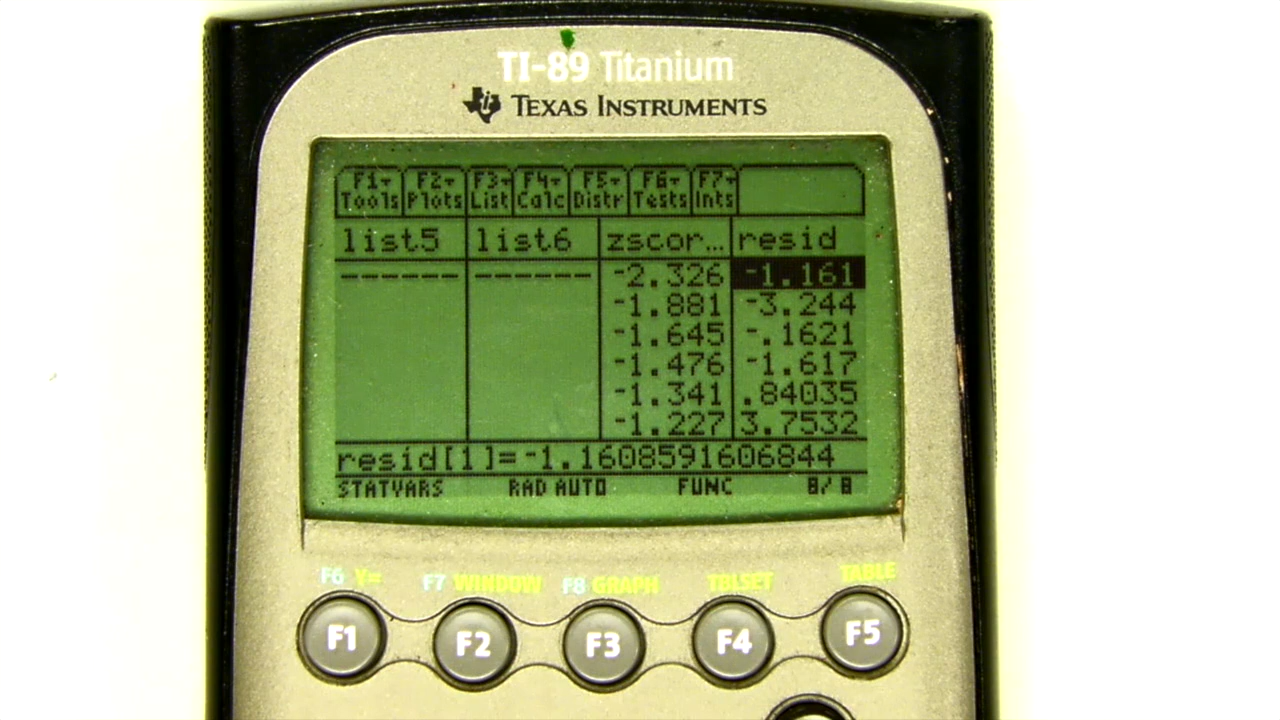 TI-89 Titanium
TEXAS INSTRUMENTS
F1 F2 F3 F4 F5 F6 F7
Tools Plots List Calc Distr Tests Ints
list5 list6 zscor… resid
------ ------ -2.326 -1.161
-1.881 -3.244
-1.645 -.1621
-1.476 -1.617
-1.341 .84035
-1.227 3.7532
resid[1]=-1.1608591606844
STATVARS RAD AUTO FUNC 8/8
F6 Y= F7 WINDOW F8 GRAPH TBLSET TABLE
F1 F2 F3 F4 F5